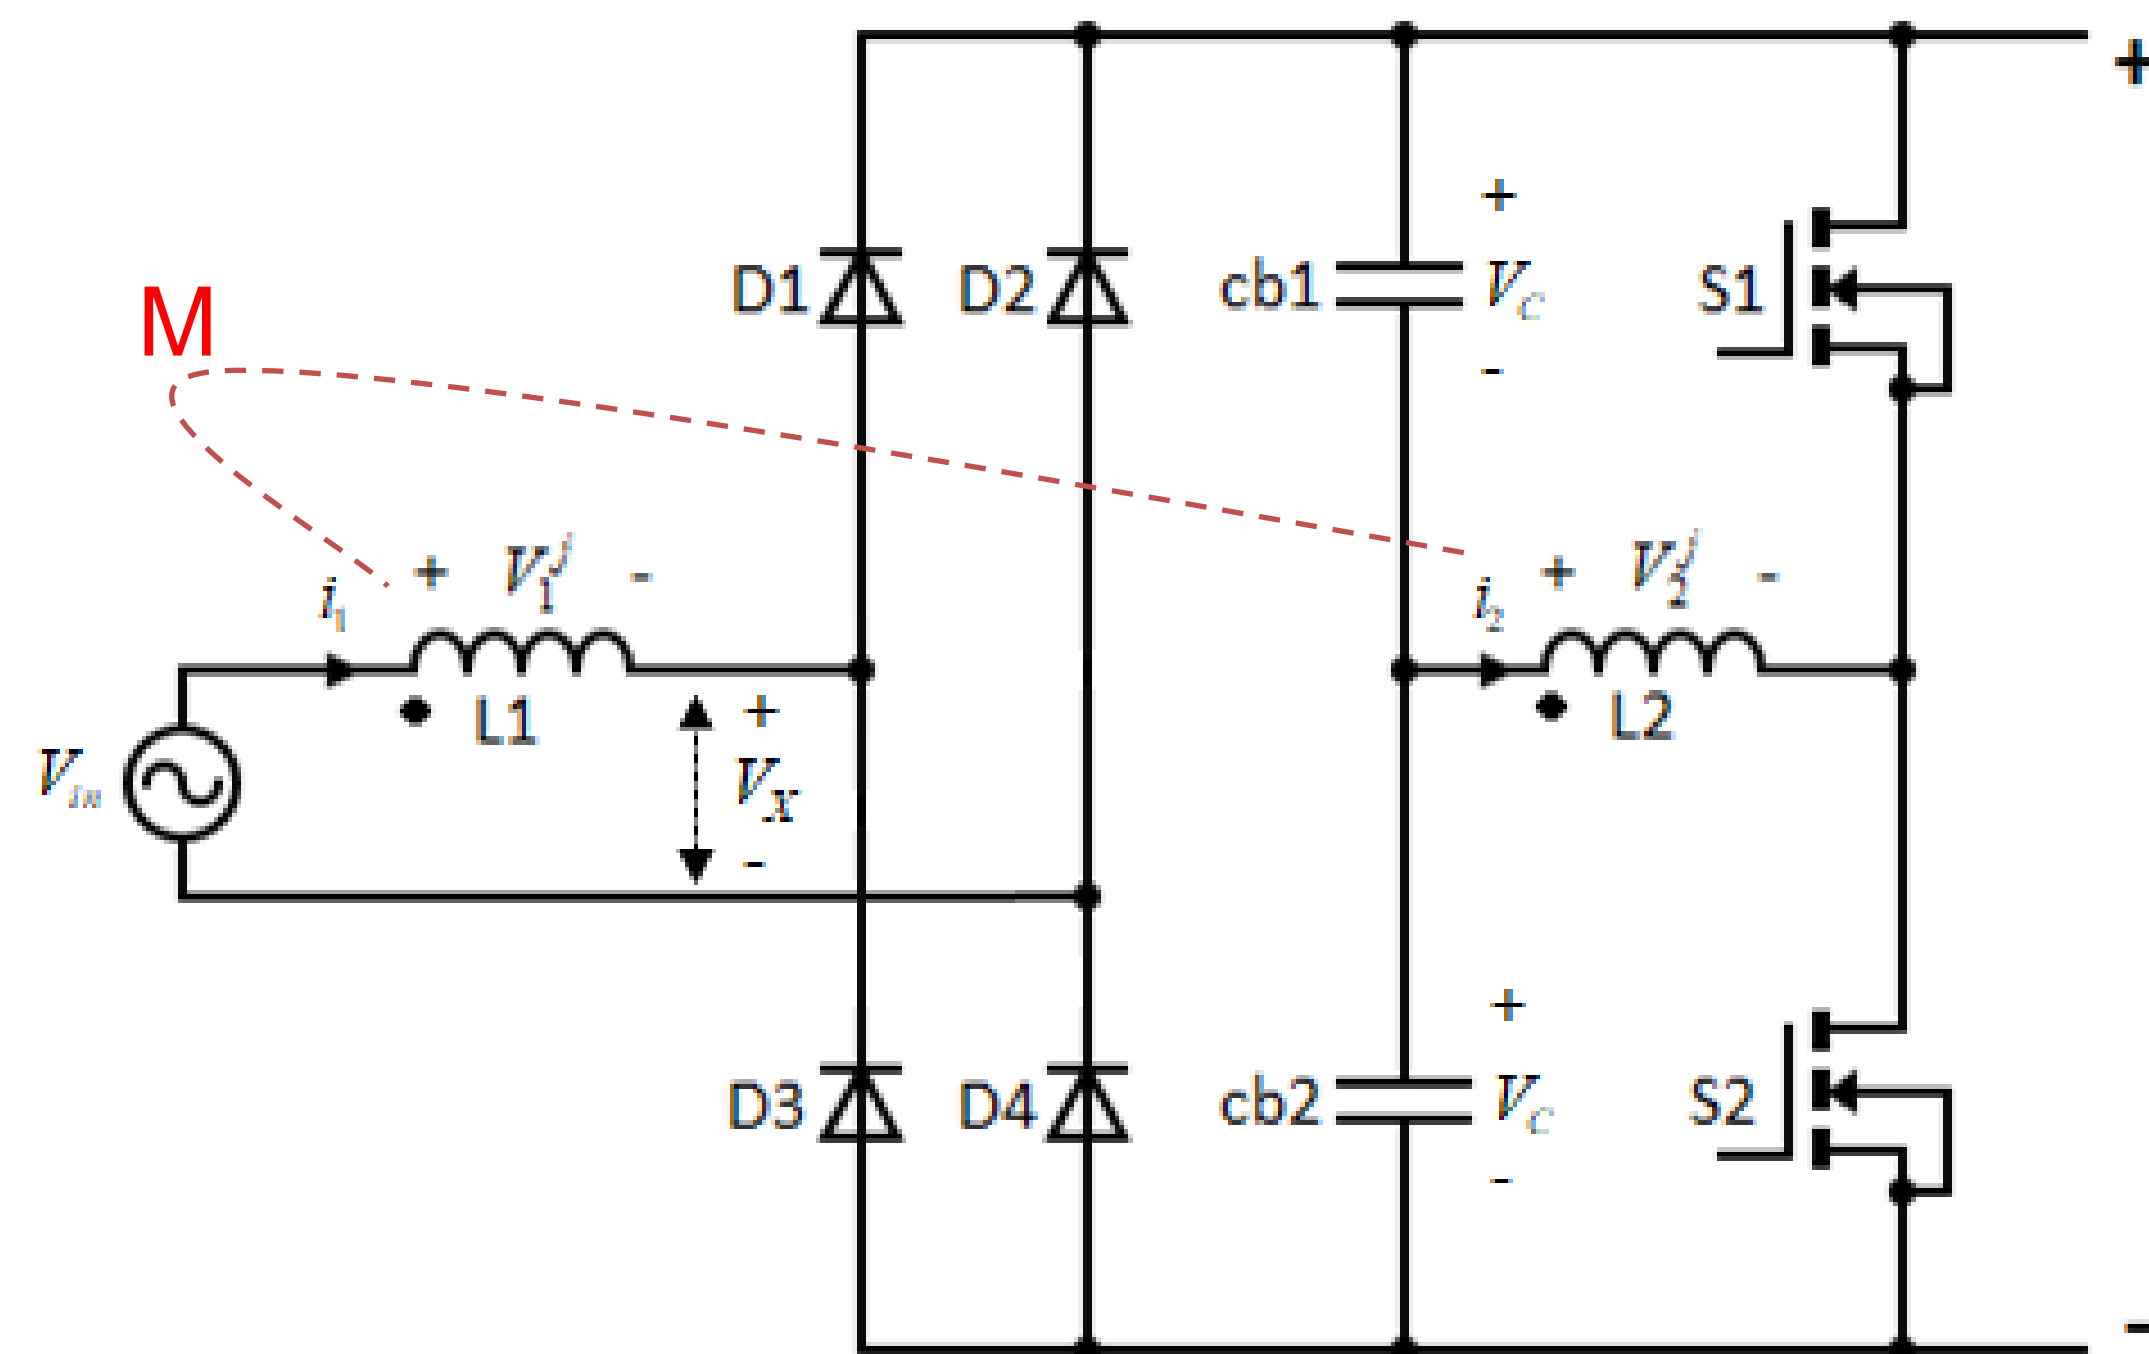 +
+
D1
D2
cb1
V_C
S1
-
M
+ V_1^j -
i_1
+ V_2^j -
i_2
L1
L2
+
V_in
V_X
-
+
D3
D4
cb2
V_C
S2
-
-